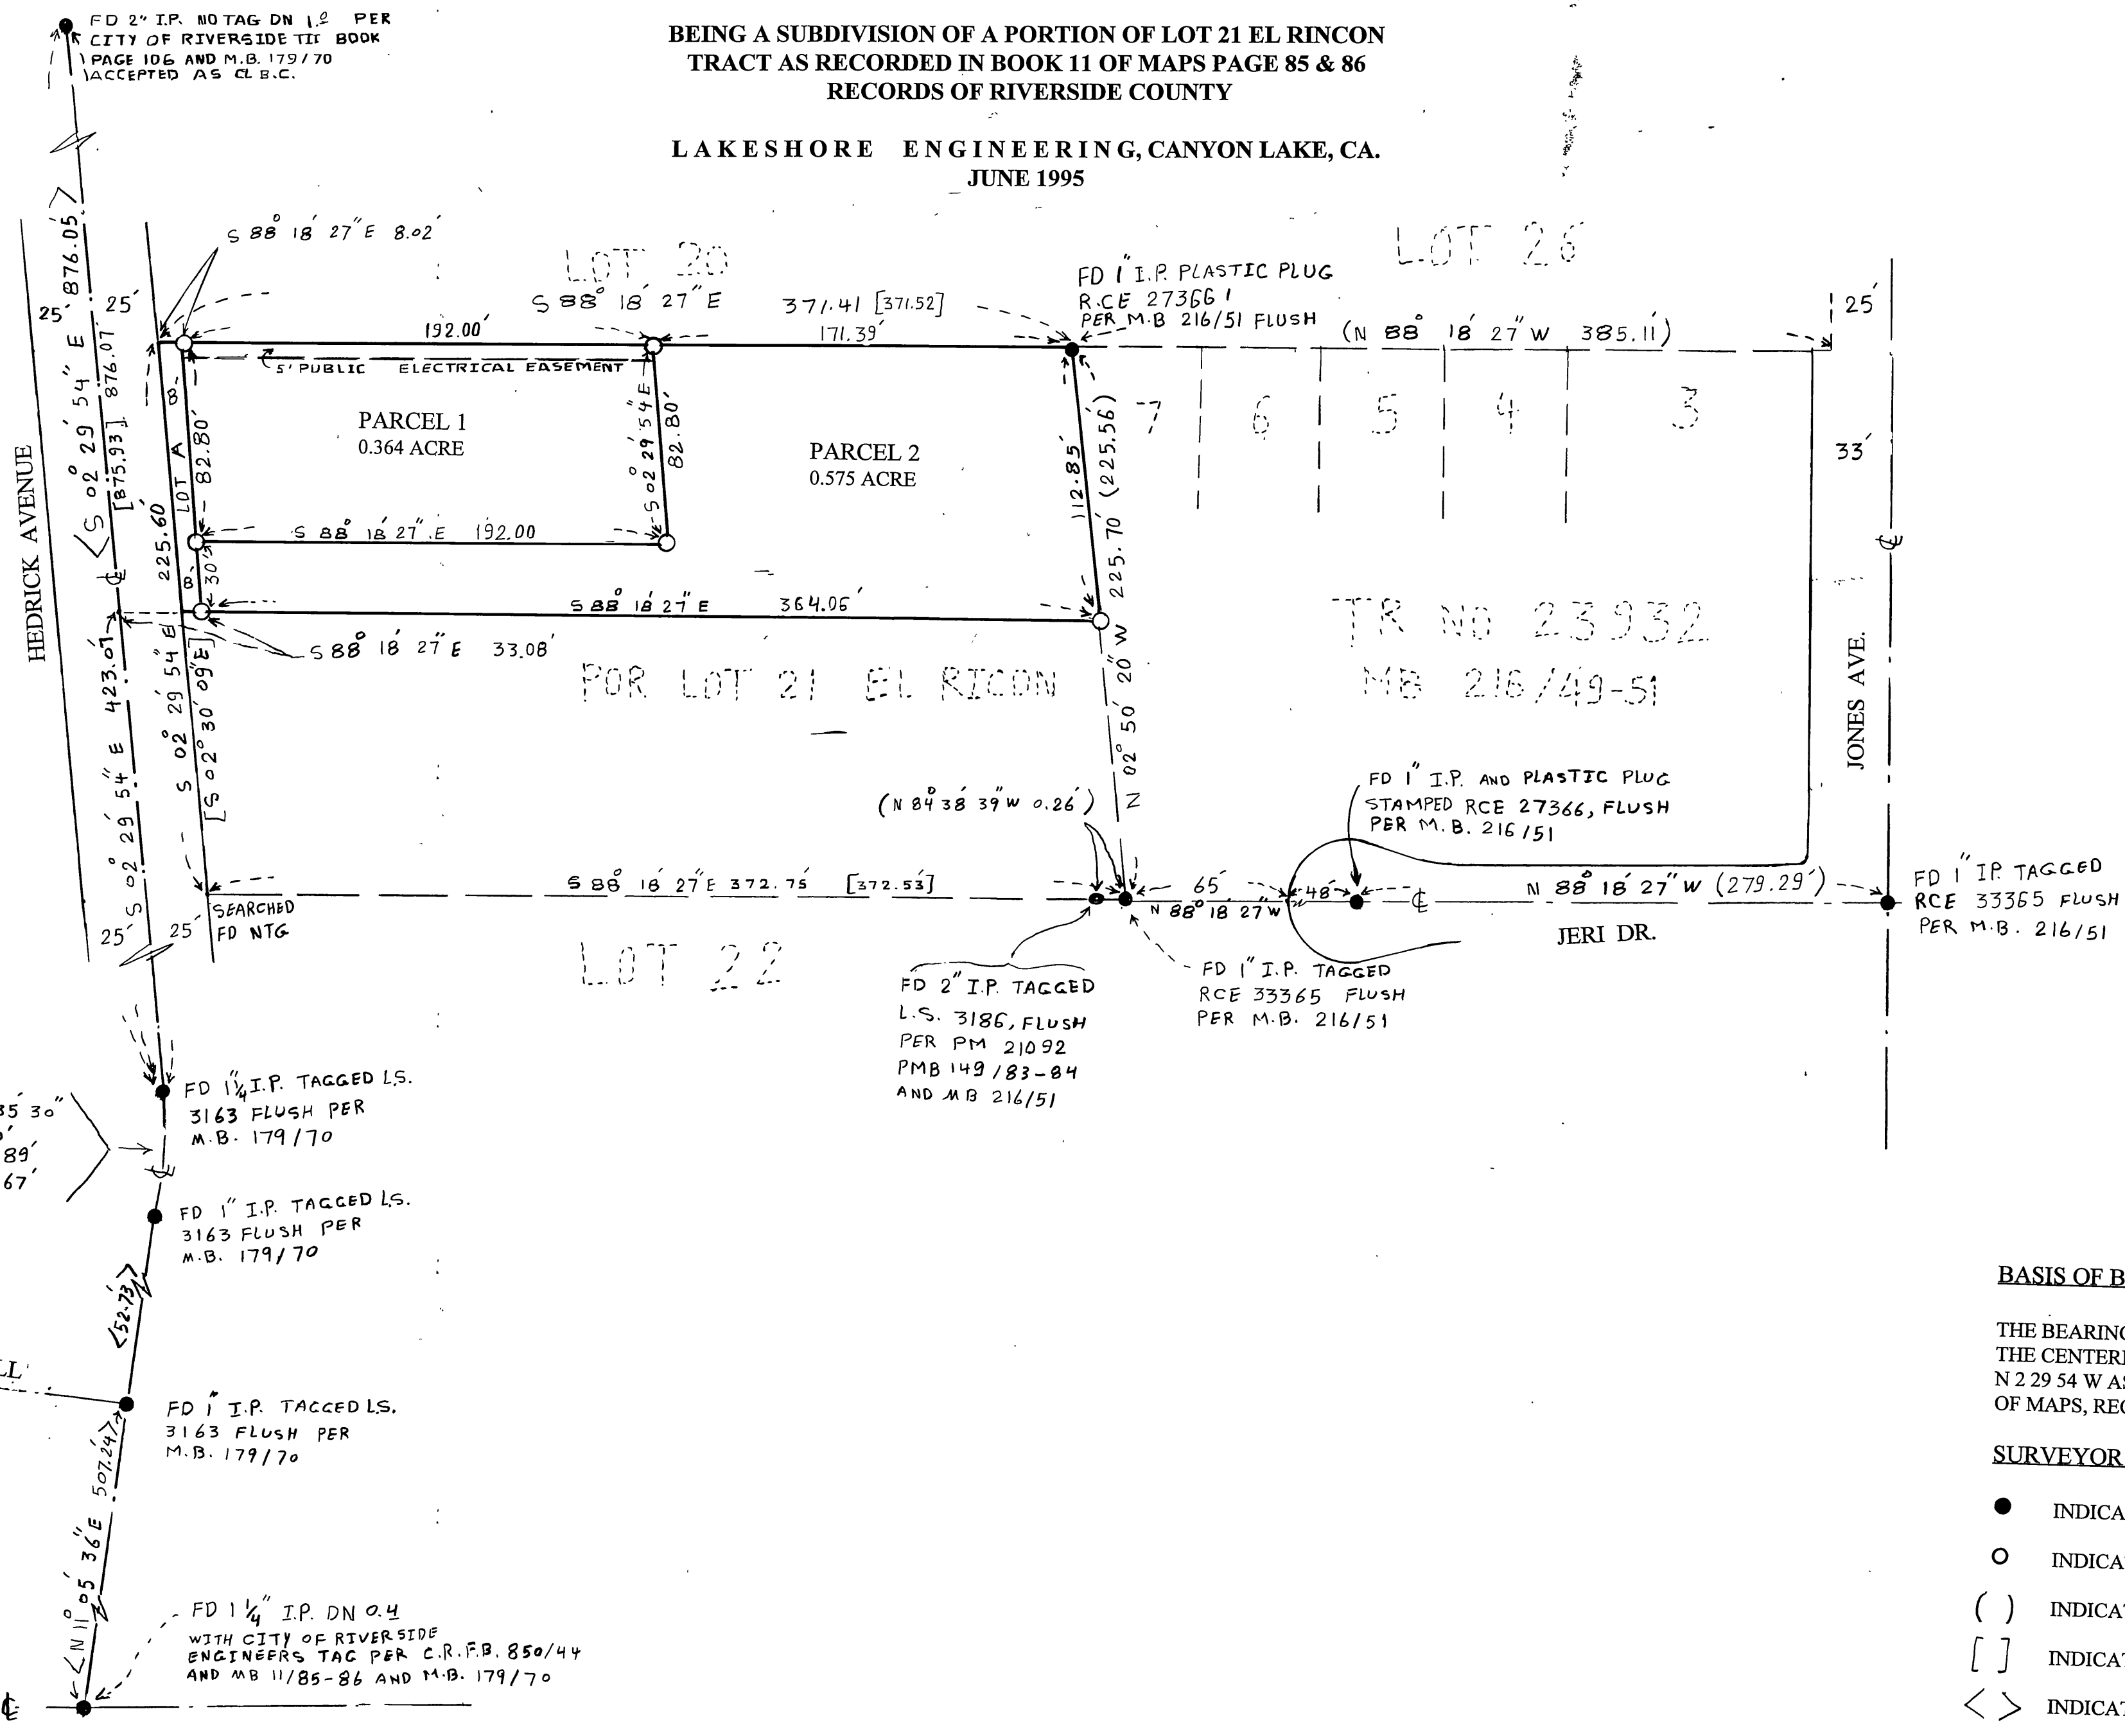 FD 2" I.P. NO TAG DN 1.0 PER
CITY OF RIVERSIDE TIE BOOK
PAGE 106 AND M.B. 179/70
ACCEPTED AS CL B.C.
BEING A SUBDIVISION OF A PORTION OF LOT 21 EL RINCON
TRACT AS RECORDED IN BOOK 11 OF MAPS PAGE 85 & 86
RECORDS OF RIVERSIDE COUNTY
LAKESHORE ENGINEERING, CANYON LAKE, CA.
JUNE 1995
S 88° 18' 27" E 8.02'
LOT 20
LOT 26
S 88° 18' 27" E 371.41 [371.52]
FD 1" I.P. PLASTIC PLUG
R.C.E 27366
PER M.B 216/51 FLUSH
25'
25'
25'
192.00'
171.39'
(N 88° 18' 27" W 385.11)
5' PUBLIC ELECTRICAL EASEMENT
<S 02° 29' 54" E 876.05'>
[875.93] 876.07'
HEDRICK AVENUE
LOT A
8-
82.80'
PARCEL 1
0.364 ACRE
S 02° 29' 54 E
82.80'
PARCEL 2
0.575 ACRE
112.85'
(225.56')
7
6
5
4
3
33'
225.60'
S 88° 18' 27" E 192.00
8-
30'
S 88° 18' 27" E 364.06'
S 88° 18' 27" E 33.08'
N 02° 50' 20" W 225.70'
TR NO 23932
MB 216/49-51
JONES AVE.
POR LOT 21 EL RICON
S 02° 29' 54" E 423.01'
S 02° 29' 54" E
[S 02° 30' 09" E]
(N 84° 38' 39" W 0.26')
FD 1" I.P. AND PLASTIC PLUG
STAMPED RCE 27366, FLUSH
PER M.B. 216/51
S 88° 18' 27" E 372.75' [372.53']
65'
48'
N 88° 18' 27" W
℄
N 88° 18' 27" W (279.29')
JERI DR.
FD 1" I.P. TAGGED
RCE 33365 FLUSH
PER M.B. 216/51
SEARCHED
FD NTG
25'
25'
LOT 22
FD 2" I.P. TAGGED
L.S. 3186, FLUSH
PER PM 21092
PMB 149/83-84
AND MB 216/51
FD 1" I.P. TAGGED
RCE 33365 FLUSH
PER M.B. 216/51
FD 1¼" I.P. TAGGED L.S.
3163 FLUSH PER
M.B. 179/70
35' 30"
89'
67'
FD 1" I.P. TAGGED L.S.
3163 FLUSH PER
M.B. 179/70
<52.73'>
LL
FD 1" I.P. TAGGED L.S.
3163 FLUSH PER
M.B. 179/70
<N 11° 05' 36" E 507.24'>
FD 1¼" I.P. DN 0.4
WITH CITY OF RIVERSIDE
ENGINEERS TAG PER C.R.F.B. 850/44
AND MB 11/85-86 AND M.B. 179/70
℄
BASIS OF B
THE BEARING
THE CENTER
N 2 29 54 W AS
OF MAPS, REC
SURVEYOR
INDICA
INDICA
( ) INDICA
[ ] INDICA
< > INDICA